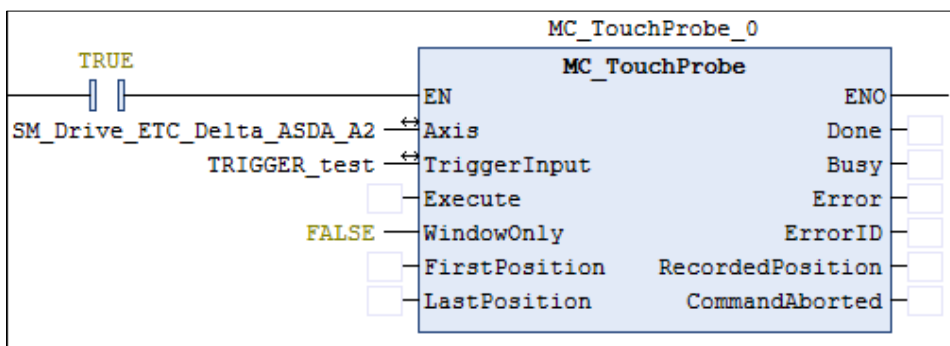 MC_TouchProbe_0
TRUE
MC_TouchProbe
EN ENO
SM_Drive_ETC_Delta_ASDA_A2 Axis Done
TRIGGER_test TriggerInput Busy
Execute Error
FALSE WindowOnly ErrorID
FirstPosition RecordedPosition
LastPosition CommandAborted